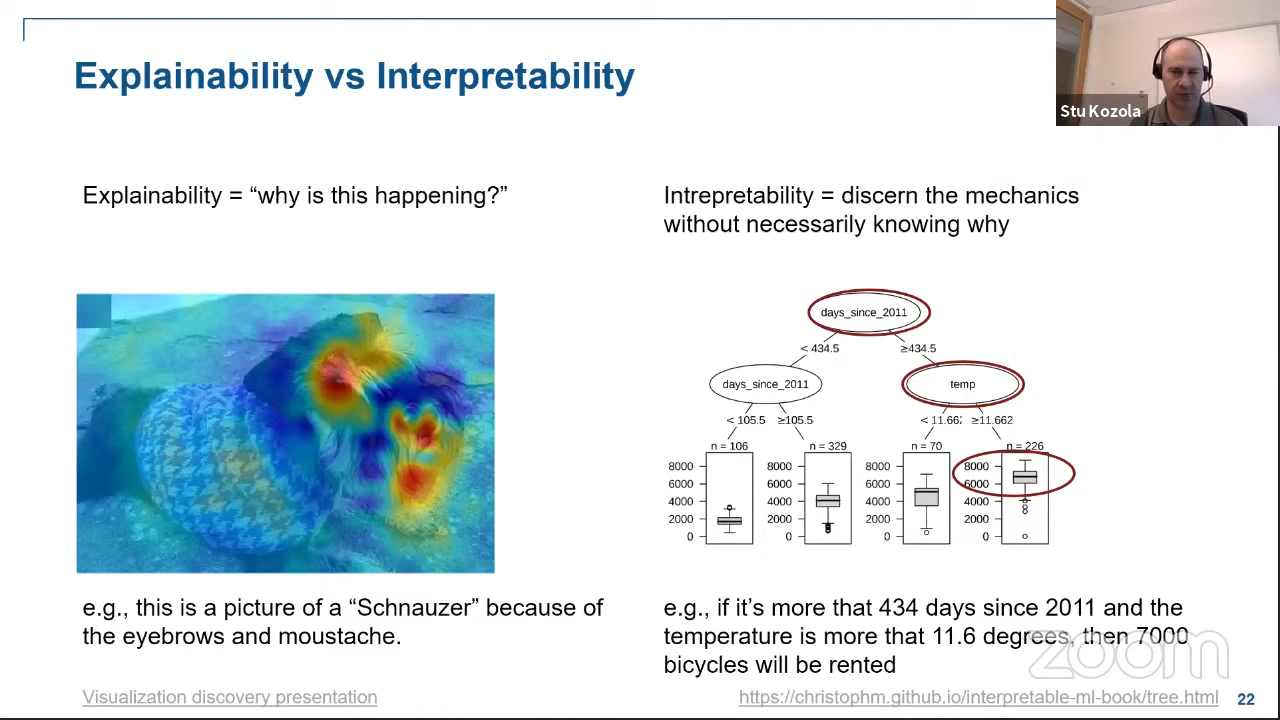 Explainability vs Interpretability
Stu Kozola
Explainability = “why is this happening?”
Intrepretability = discern the mechanics
without necessarily knowing why
days_since_2011
< 434.5
≥434.5
days_since_2011
temp
< 105.5
≥105.5
< 11.662
≥11.662
n = 106
n = 329
n = 70
n = 226
8000
6000
4000
2000
0
8000
6000
4000
2000
0
8000
6000
4000
2000
0
8000
6000
4000
2000
0
e.g., this is a picture of a “Schnauzer” because of
the eyebrows and moustache.
e.g., if it’s more that 434 days since 2011 and the
temperature is more that 11.6 degrees, then 7000
bicycles will be rented
zoom
Visualization discovery presentation
https://christophm.github.io/interpretable-ml-book/tree.html
22